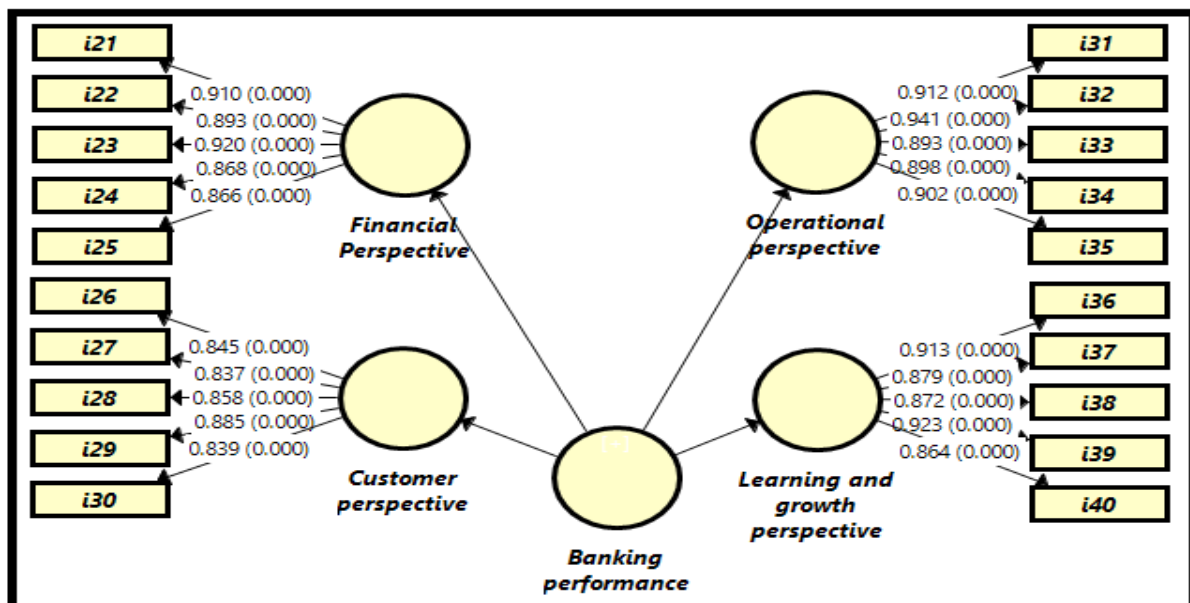 i21
i22
i23
i24
i25
0.910 (0.000)
0.893 (0.000)
0.920 (0.000)
0.868 (0.000)
0.866 (0.000)
Financial
Perspective
i31
i32
i33
i34
i35
0.912 (0.000)
0.941 (0.000)
0.893 (0.000)
0.898 (0.000)
0.902 (0.000)
Operational
perspective
i26
i27
i28
i29
i30
0.845 (0.000)
0.837 (0.000)
0.858 (0.000)
0.885 (0.000)
0.839 (0.000)
Customer
perspective
i36
i37
i38
i39
i40
0.913 (0.000)
0.879 (0.000)
0.872 (0.000)
0.923 (0.000)
0.864 (0.000)
Learning and
growth
perspective
[+]
Banking
performance